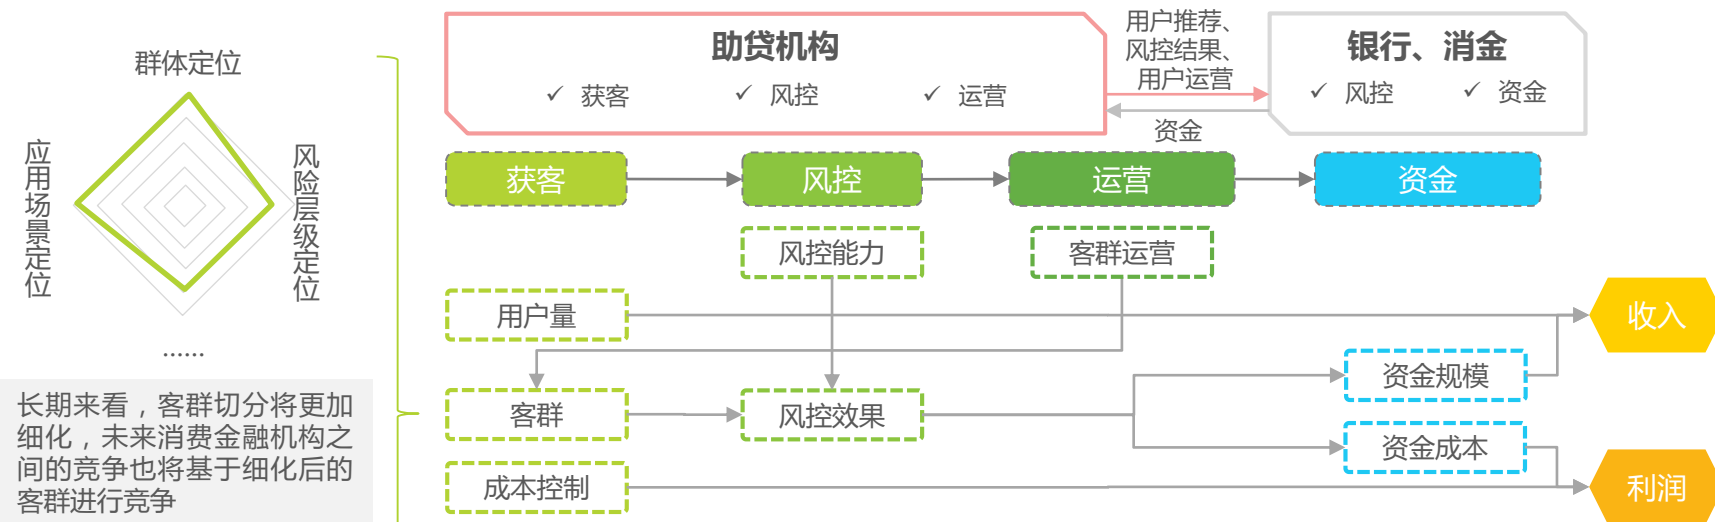 群体定位
应用场景定位
风险层级定位
......
长期来看，客群切分将更加
细化，未来消费金融机构之
间的竞争也将基于细化后的
客群进行竞争
助贷机构
✓ 获客
✓ 风控
✓ 运营
用户推荐、
风控结果、
用户运营
资金
银行、消金
✓ 风控
✓ 资金
获客
风控
运营
资金
风控能力
客群运营
用户量
收入
资金规模
客群
风控效果
资金成本
成本控制
利润